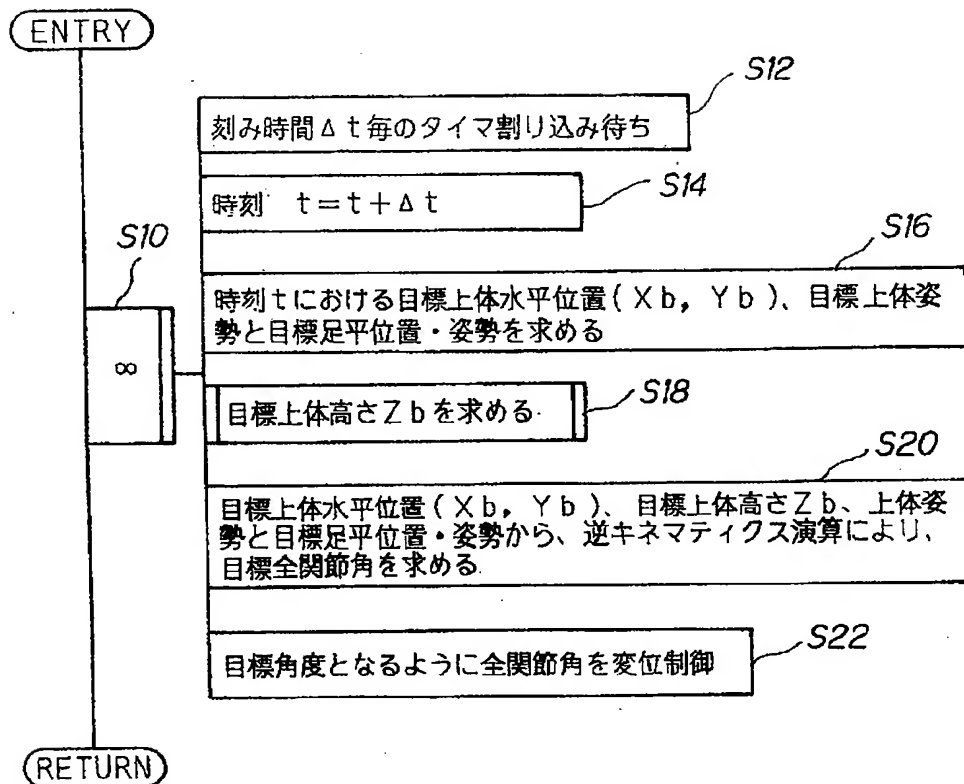 ENTRY
S12
刻み時間Δt毎のタイマ割り込み待ち
S14
時刻 t=t+Δt
S10
S16
時刻tにおける目標上体水平位置(Xb, Yb)、目標上体姿
勢と目標足平位置・姿勢を求める
∞
S18
目標上体高さZbを求める
S20
目標上体水平位置(Xb, Yb)、目標上体高さZb、上体姿
勢と目標足平位置・姿勢から、逆キネマティクス演算により、
目標全関節角を求める
S22
目標角度となるように全関節角を変位制御
RETURN